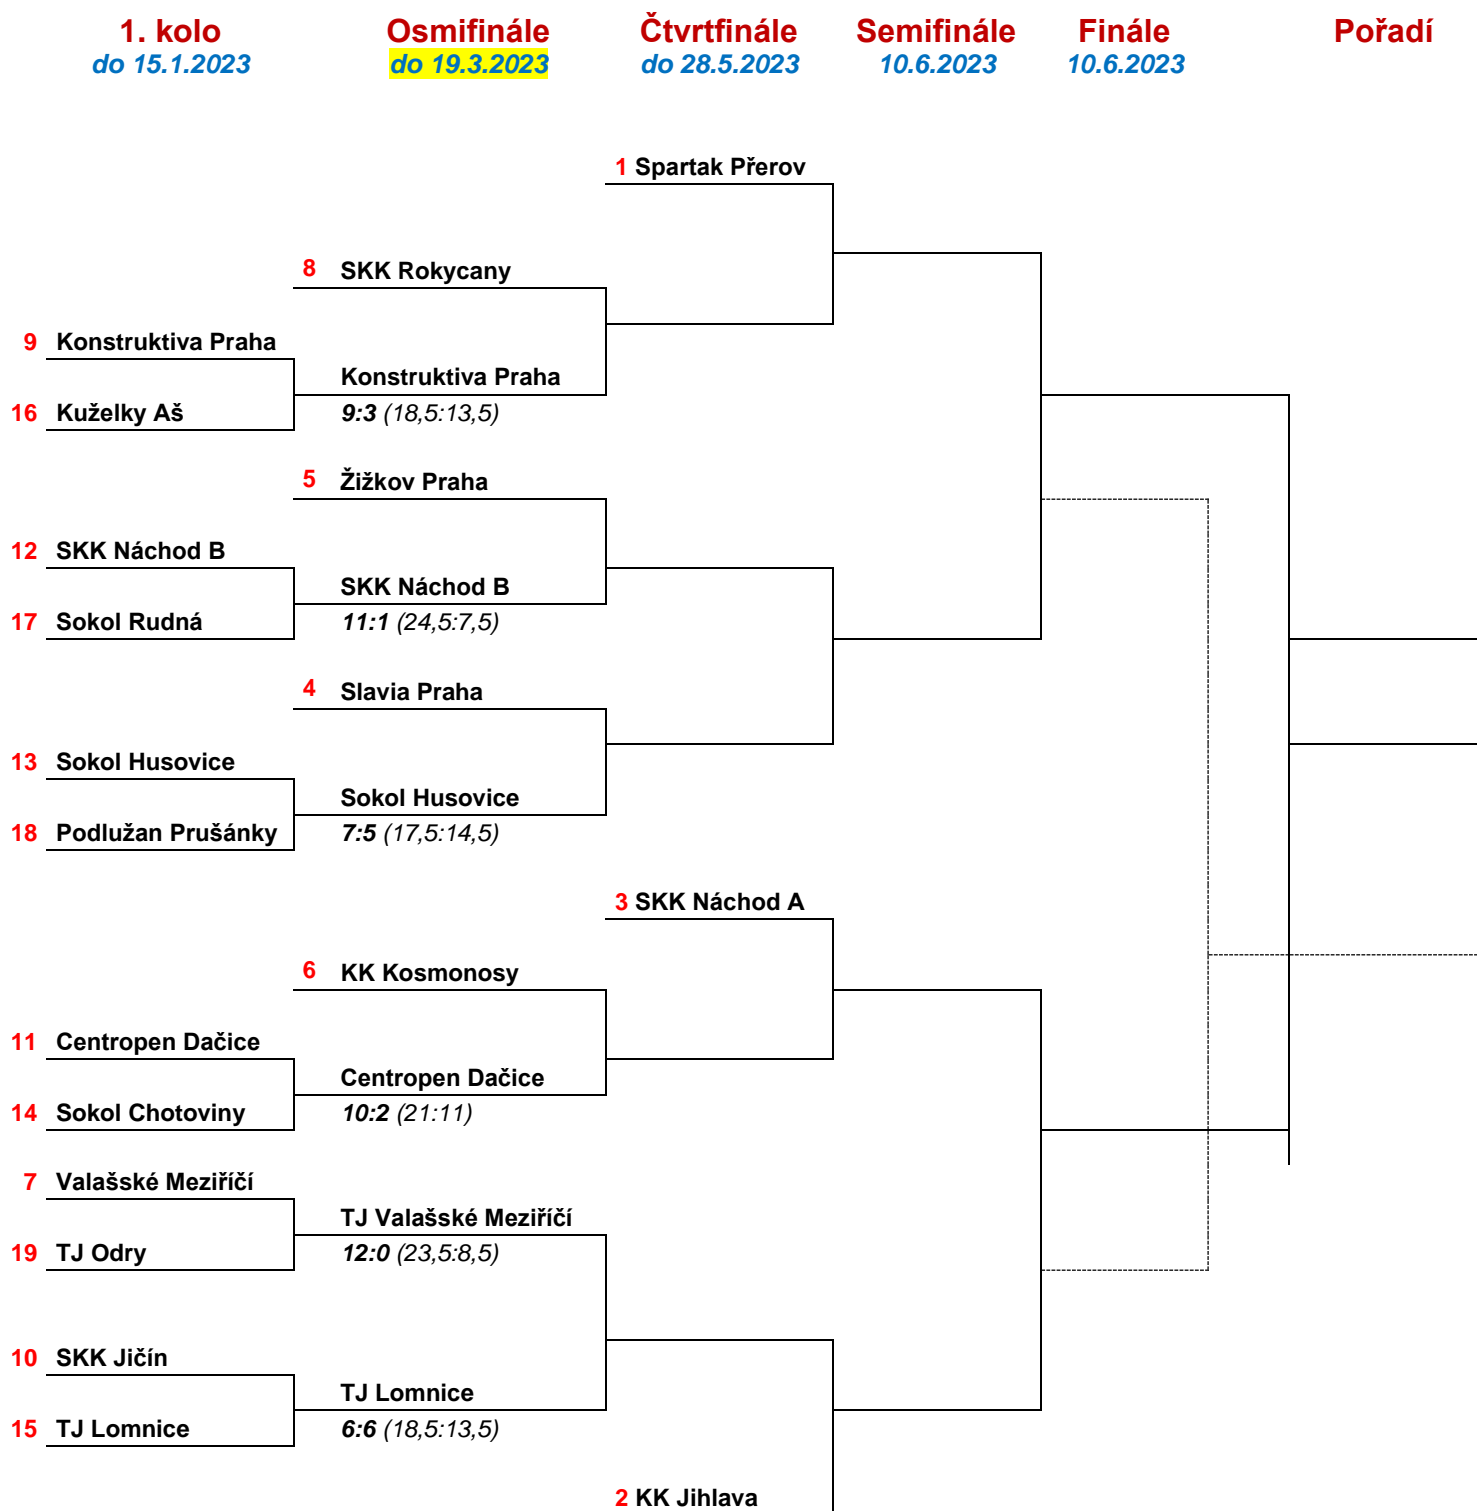 1. kolo Osmifinále Čtvrtfinále Semifinále Finále Pořadí
do 15.1.2023 do 19.3.2023 do 28.5.2023 10.6.2023 10.6.2023
1 Spartak Přerov
8 SKK Rokycany
9 Konstruktiva Praha
Konstruktiva Praha
16 Kuželky Aš 9:3 (18,5:13,5)
5 Žižkov Praha
12 SKK Náchod B
SKK Náchod B
17 Sokol Rudná 11:1 (24,5:7,5)
4 Slavia Praha
13 Sokol Husovice
Sokol Husovice
18 Podlužan Prušánky 7:5 (17,5:14,5)
3 SKK Náchod A
6 KK Kosmonosy
11 Centropen Dačice
Centropen Dačice
14 Sokol Chotoviny 10:2 (21:11)
7 Valašské Meziříčí
TJ Valašské Meziříčí
19 TJ Odry 12:0 (23,5:8,5)
10 SKK Jičín
TJ Lomnice
15 TJ Lomnice 6:6 (18,5:13,5)
2 KK Jihlava